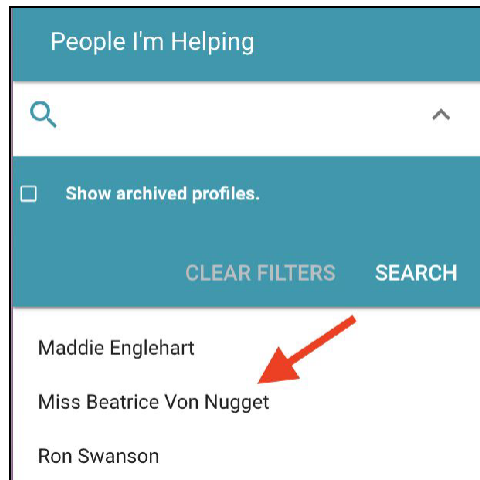 People I'm Helping
Show archived profiles.
CLEAR FILTERS SEARCH
Maddie Englehart
Miss Beatrice Von Nugget
Ron Swanson